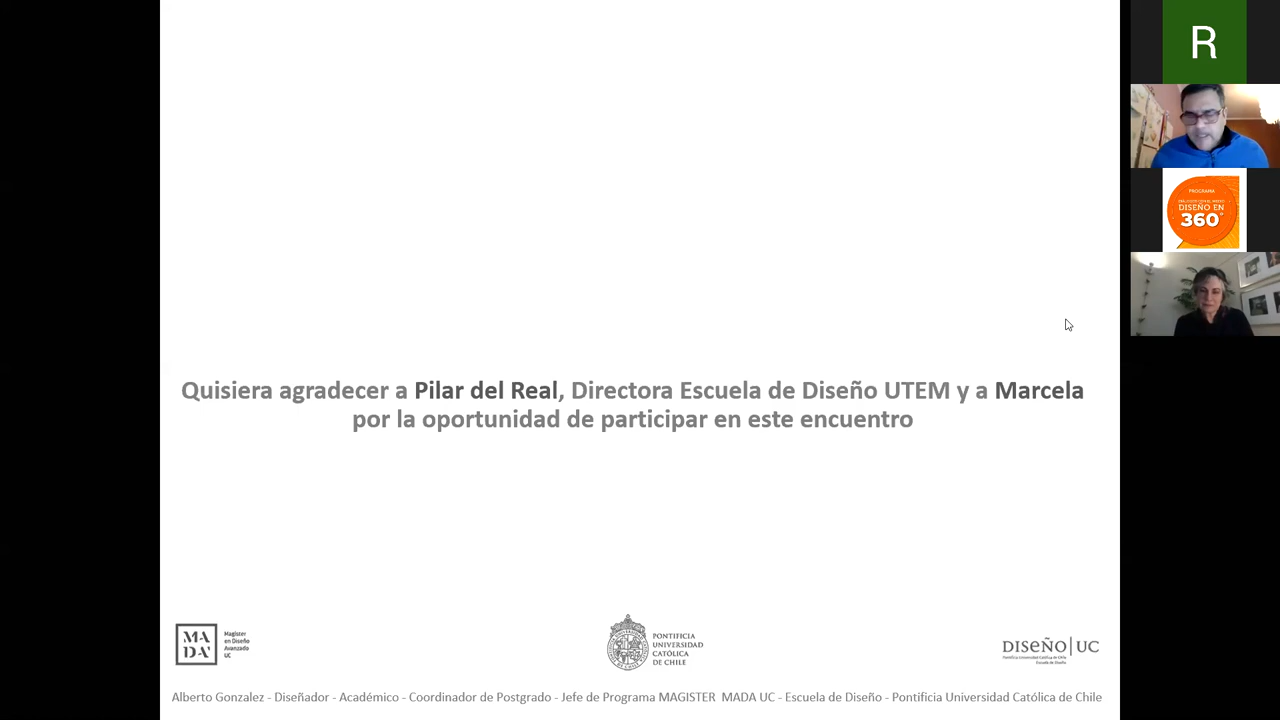 R
PROGRAMA
DISEÑO EN
360°
Quisiera agradecer a Pilar del Real, Directora Escuela de Diseño UTEM y a Marcela
por la oportunidad de participar en este encuentro
MA
DA
Magíster
en Diseño
Avanzado
UC
PONTIFICIA
UNIVERSIDAD
CATÓLICA
DE CHILE
DISEÑO|UC
Pontificia Universidad Católica de Chile
Escuela de Diseño
Alberto Gonzalez - Diseñador - Académico - Coordinador de Postgrado - Jefe de Programa MAGISTER MADA UC - Escuela de Diseño - Pontificia Universidad Católica de Chile